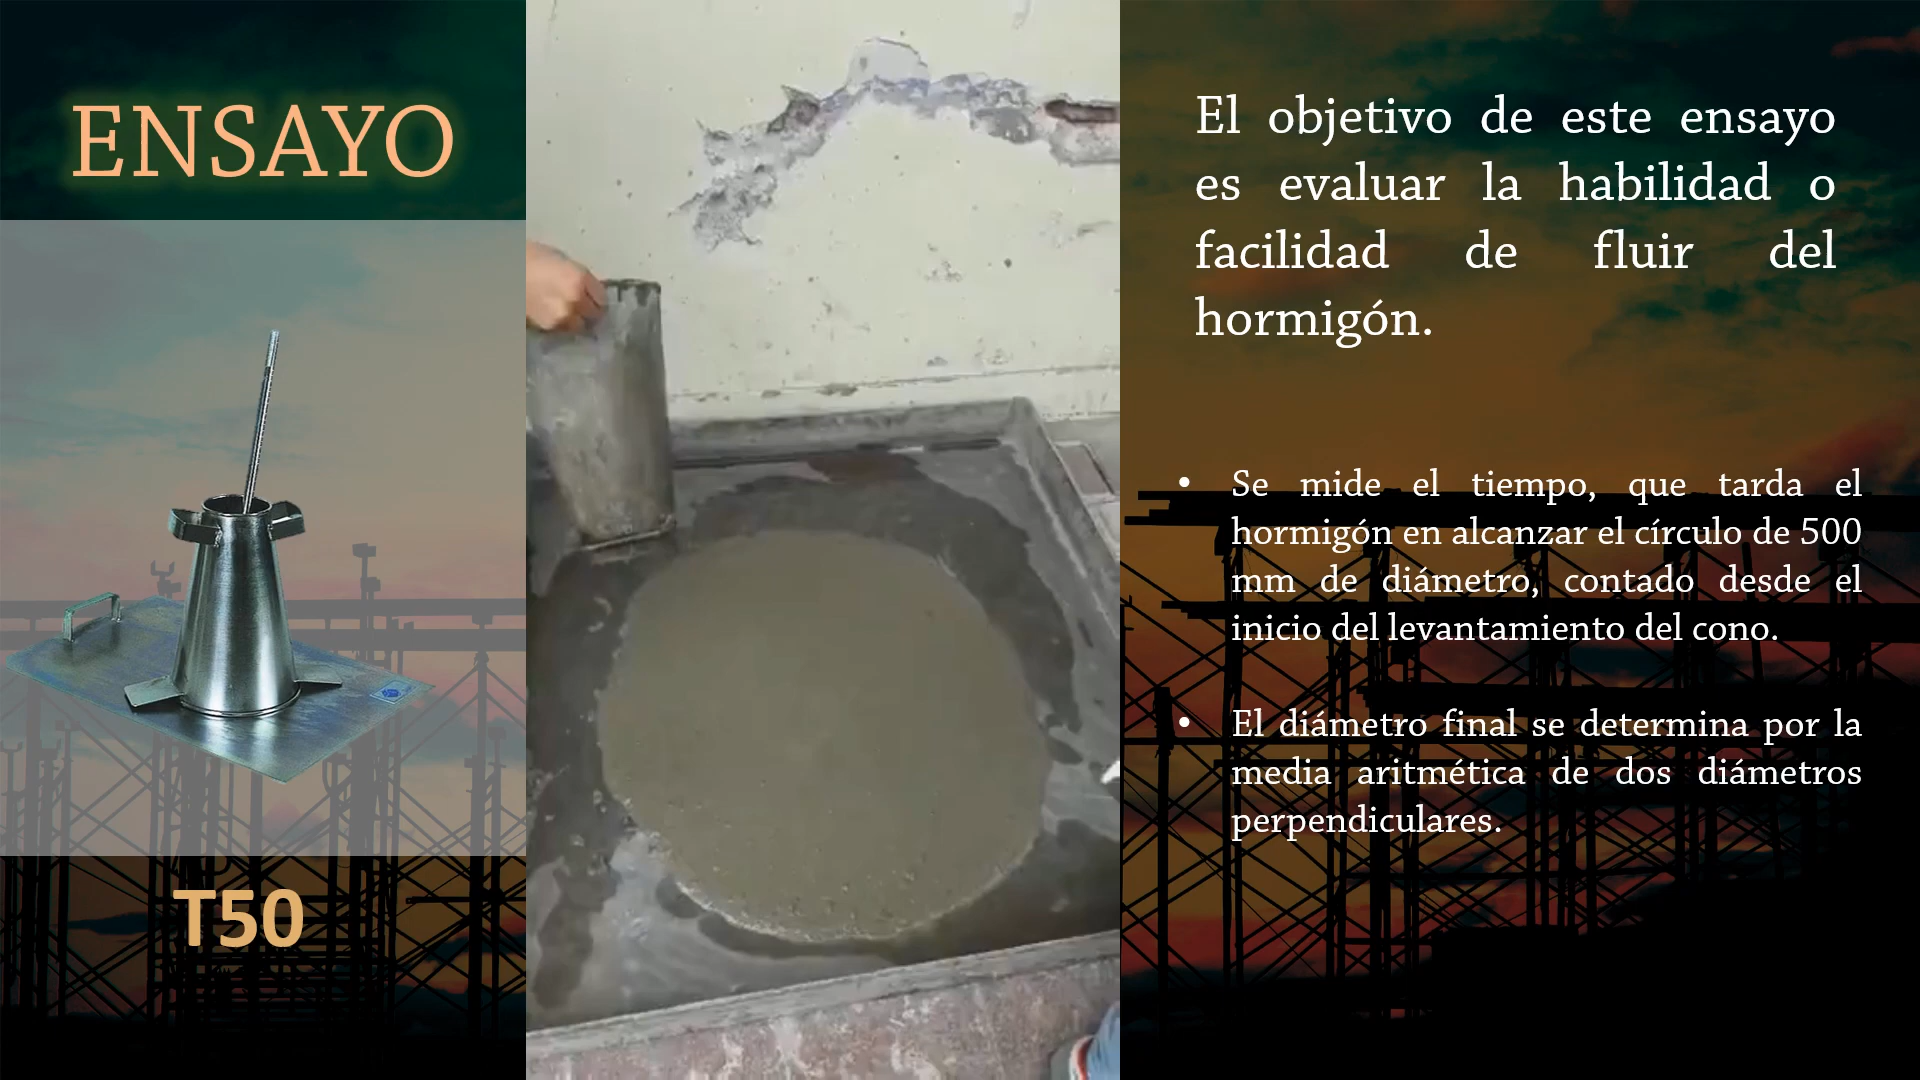 ENSAYO
T50
El objetivo de este ensayo
es evaluar la habilidad o
facilidad de fluir del
hormigón.
• Se mide el tiempo, que tarda el
hormigón en alcanzar el círculo de 500
mm de diámetro, contado desde el
inicio del levantamiento del cono.
• El diámetro final se determina por la
media aritmética de dos diámetros
perpendiculares.